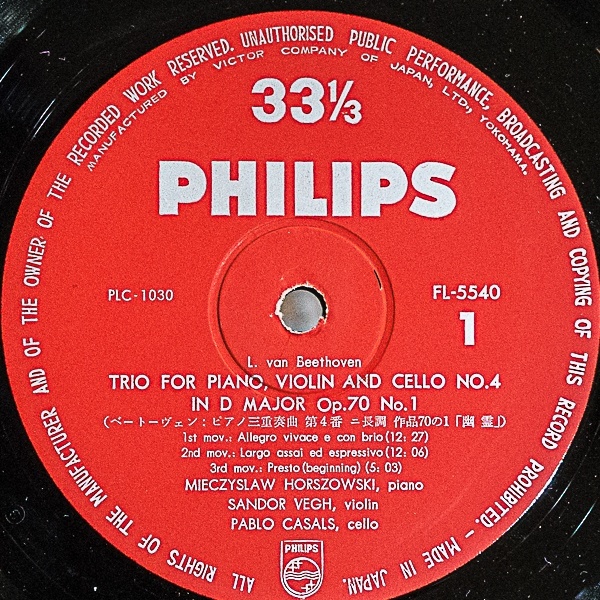 ALL RIGHTS OF THE MANUFACTURER AND OF THE OWNER OF THE RECORDED WORK RESERVED. UNAUTHORISED PUBLIC PERFORMANCE, BROADCASTING AND COPYING OF THIS RECORD PROHIBITED. – MADE IN JAPAN.
MANUFACTURED BY VICTOR COMPANY OF JAPAN, LTD., YOKOHAMA.
33⅓
PHILIPS
PLC-1030
FL-5540
1
L. van Beethoven
TRIO FOR PIANO, VIOLIN AND CELLO NO.4
IN D MAJOR Op.70 No.1
(ベートーヴェン:ピアノ三重奏曲 第4番 ニ長調 作品70の1「幽霊」)
1st mov.: Allegro vivace e con brio (12: 27)
2nd mov.: Largo assai ed espressivo (12: 06)
3rd mov.: Presto (beginning) (5: 03)
MIECZYSLAW HORSZOWSKI, piano
SANDOR VEGH, violin
PABLO CASALS, cello
PHILIPS